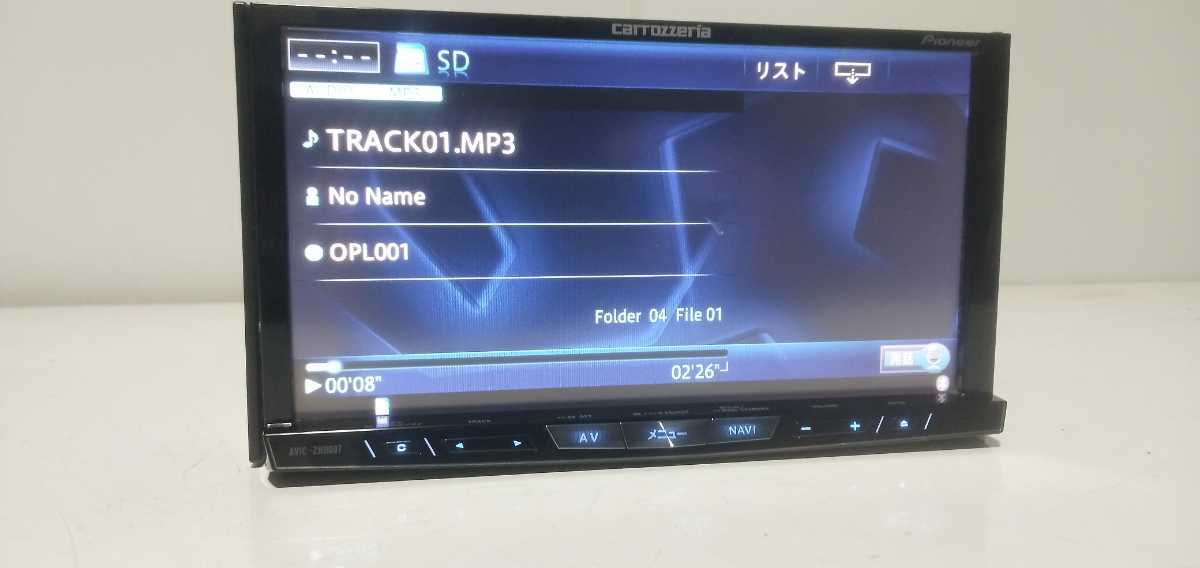 carrozzeria
Pioneer
--:-- SD リスト
TRACK01.MP3
No Name
OPL001
Folder 04 File 01
00'08" 02'26"
AV メニュー NAVI - +